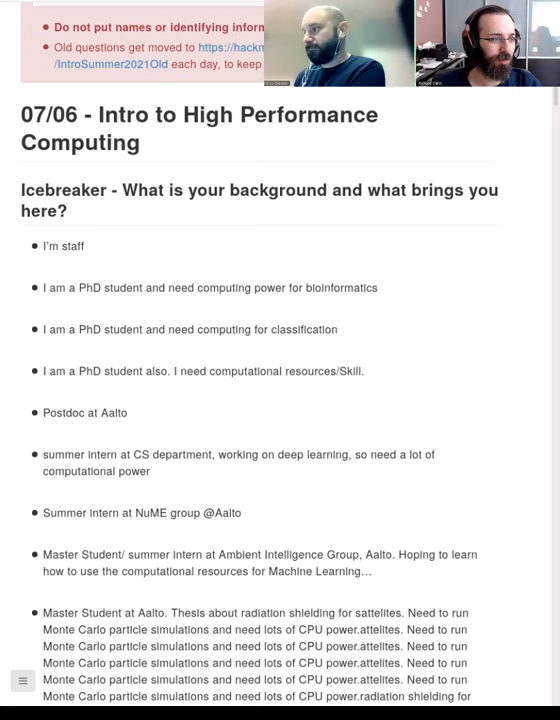 Do not put names or identifying inform
Old questions get moved to https://hackm
/IntroSummer2021Old each day, to keep
07/06 - Intro to High Performance
Computing
Icebreaker - What is your background and what brings you
here?
I'm staff
I am a PhD student and need computing power for bioinformatics
I am a PhD student and need computing for classification
I am a PhD student also. I need computational resources/Skill.
Postdoc at Aalto
summer intern at CS department, working on deep learning, so need a lot of
computational power
Summer intern at NuME group @Aalto
Master Student/ summer intern at Ambient Intelligence Group, Aalto. Hoping to learn
how to use the computational resources for Machine Learning…
Master Student at Aalto. Thesis about radiation shielding for sattelites. Need to run
Monte Carlo particle simulations and need lots of CPU power.attelites. Need to run
Monte Carlo particle simulations and need lots of CPU power.attelites. Need to run
Monte Carlo particle simulations and need lots of CPU power.attelites. Need to run
Monte Carlo particle simulations and need lots of CPU power.attelites. Need to run
Monte Carlo particle simulations and need lots of CPU power.radiation shielding for